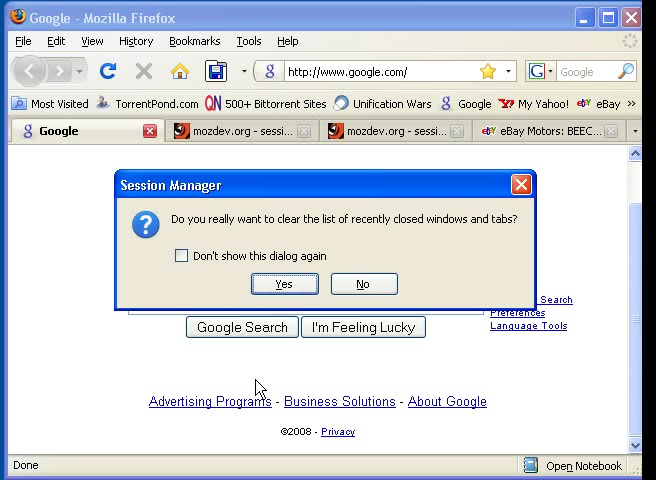 Google - Mozilla Firefox
File Edit View History Bookmarks Tools Help
http://www.google.com/ Google
Most Visited TorrentPond.com QN 500+ Bittorrent Sites Unification Wars Google My Yahoo! eBay »
Google mozdev.org - sessi... mozdev.org - sessi... eBay Motors: BEEC...
Session Manager
Do you really want to clear the list of recently closed windows and tabs?
Don't show this dialog again
Yes No
Search
Preferences
Language Tools
Google Search I'm Feeling Lucky
Advertising Programs - Business Solutions - About Google
©2008 - Privacy
Done Open Notebook